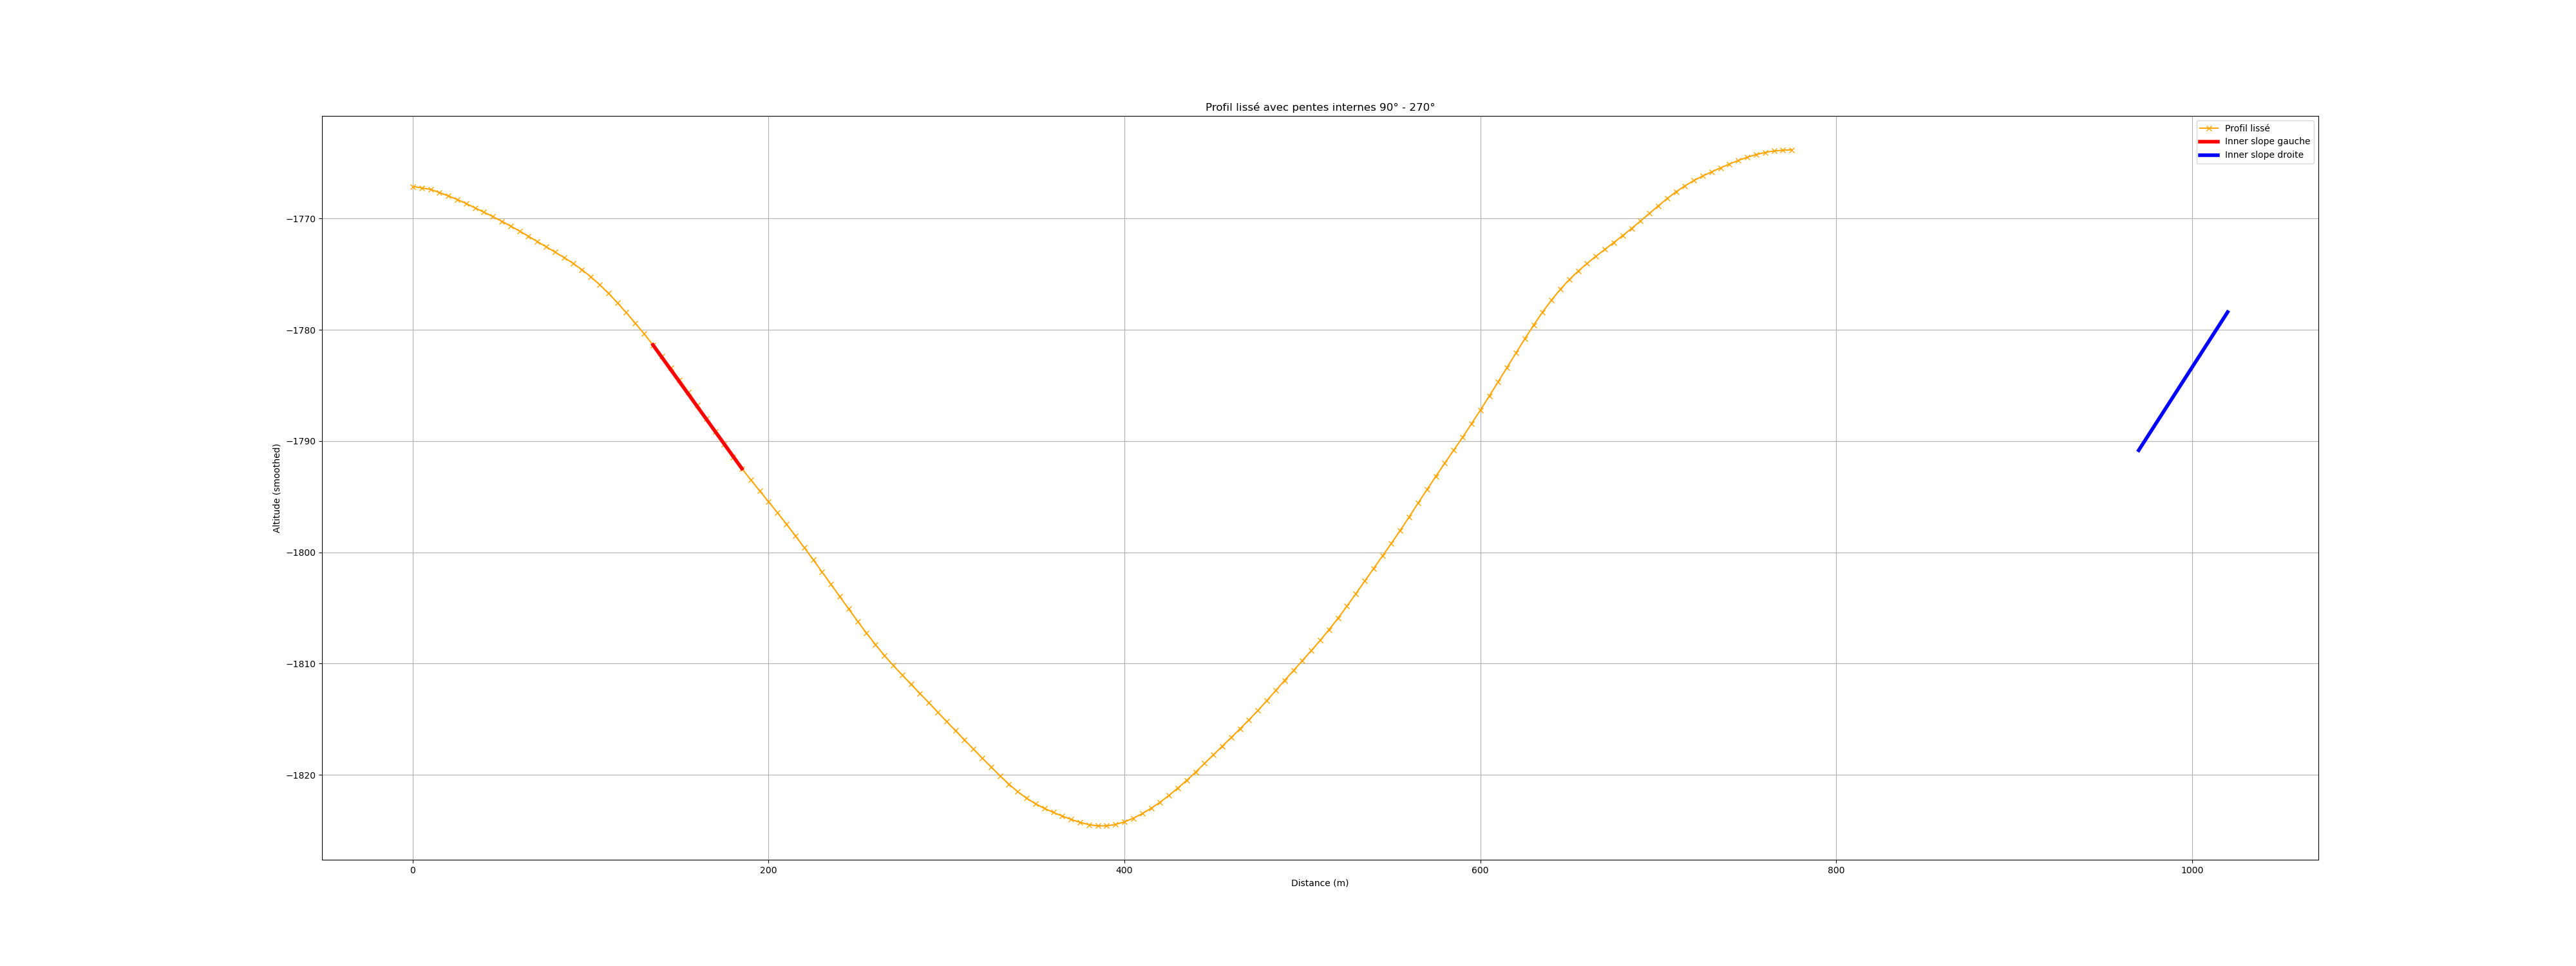 Profil lissé avec pentes internes 90° - 270°
Profil lissé
Inner slope gauche
Inner slope droite
−1770
−1780
−1790
−1800
−1810
−1820
Altitude (smoothed)
0
200
400
600
800
1000
Distance (m)